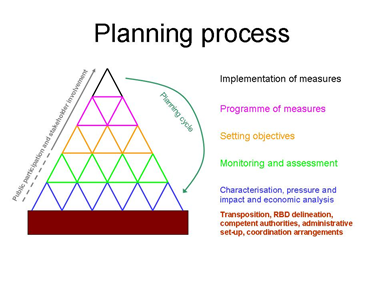 Planning process
Public participation and stakeholder involvement
Planning cycle
Implementation of measures
Programme of measures
Setting objectives
Monitoring and assessment
Characterisation, pressure and
impact and economic analysis
Transposition, RBD delineation,
competent authorities, administrative
set-up, coordination arrangements